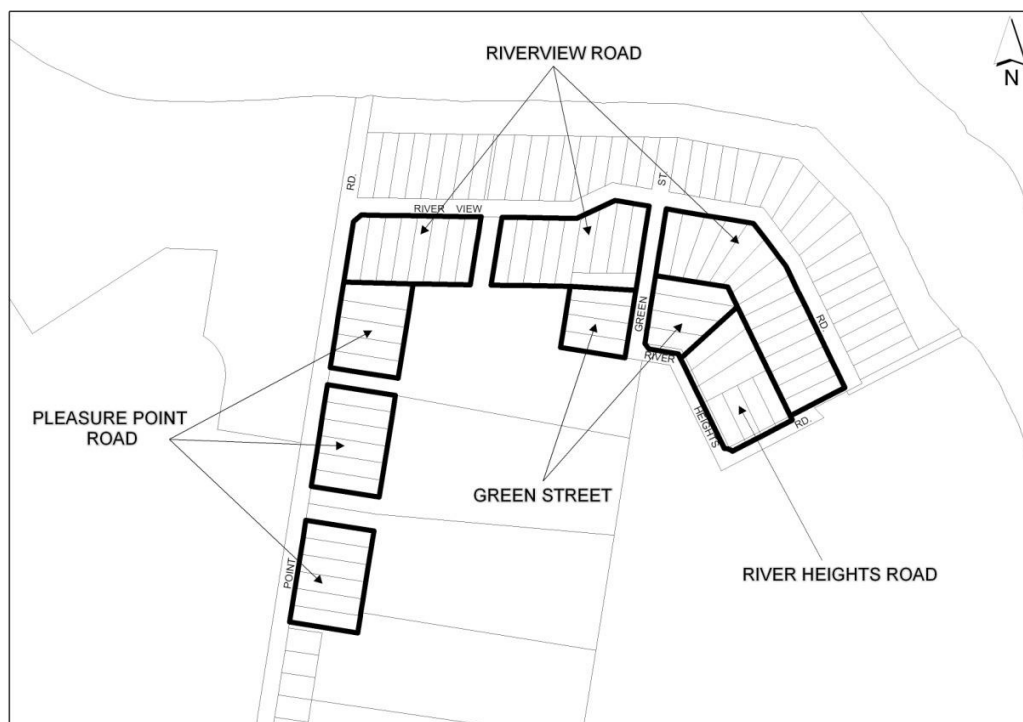 RIVERVIEW ROAD
N
RD.
ST.
RIVER VIEW
GREEN
RD.
RIVER
PLEASURE POINT
ROAD
HEIGHTS
RD
GREEN STREET
POINT
RIVER HEIGHTS ROAD